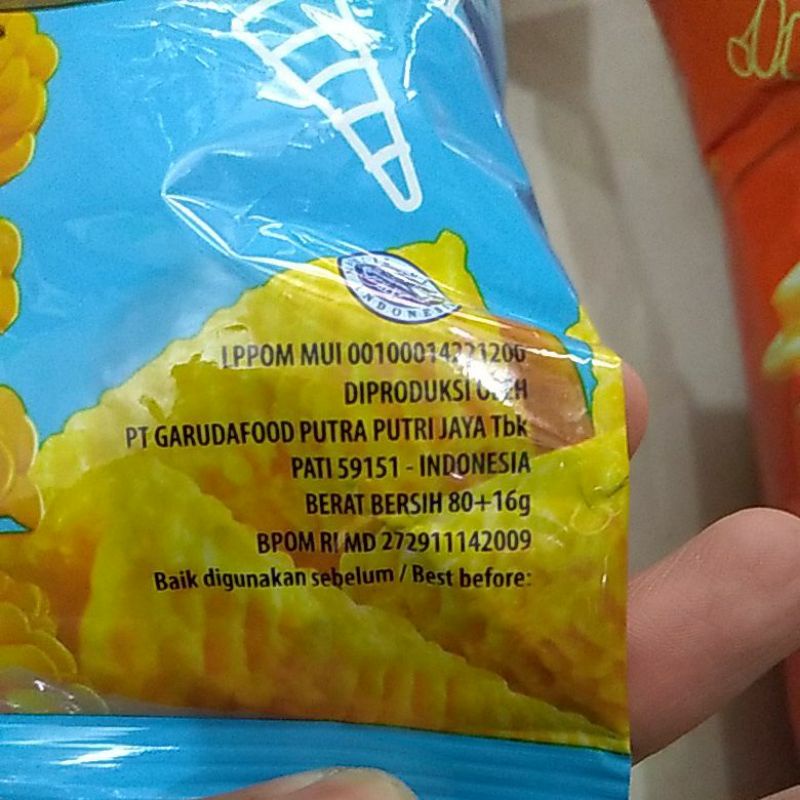 INDONESIA
LPPOM MUI 00100014221200
DIPRODUKSI OLEH
PT GARUDAFOOD PUTRA PUTRI JAYA Tbk
PATI 59151 - INDONESIA
BERAT BERSIH 80+16g
BPOM RI MD 272911142009
Baik digunakan sebelum / Best before: